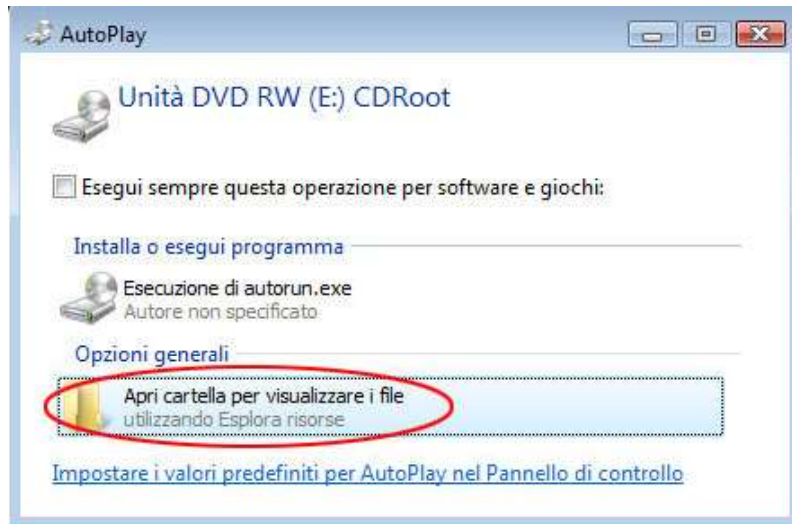 AutoPlay
Unità DVD RW (E:) CDRoot
Esegui sempre questa operazione per software e giochi:
Installa o esegui programma
Esecuzione di autorun.exe
Autore non specificato
Opzioni generali
Apri cartella per visualizzare i file
utilizzando Esplora risorse
Impostare i valori predefiniti per AutoPlay nel Pannello di controllo